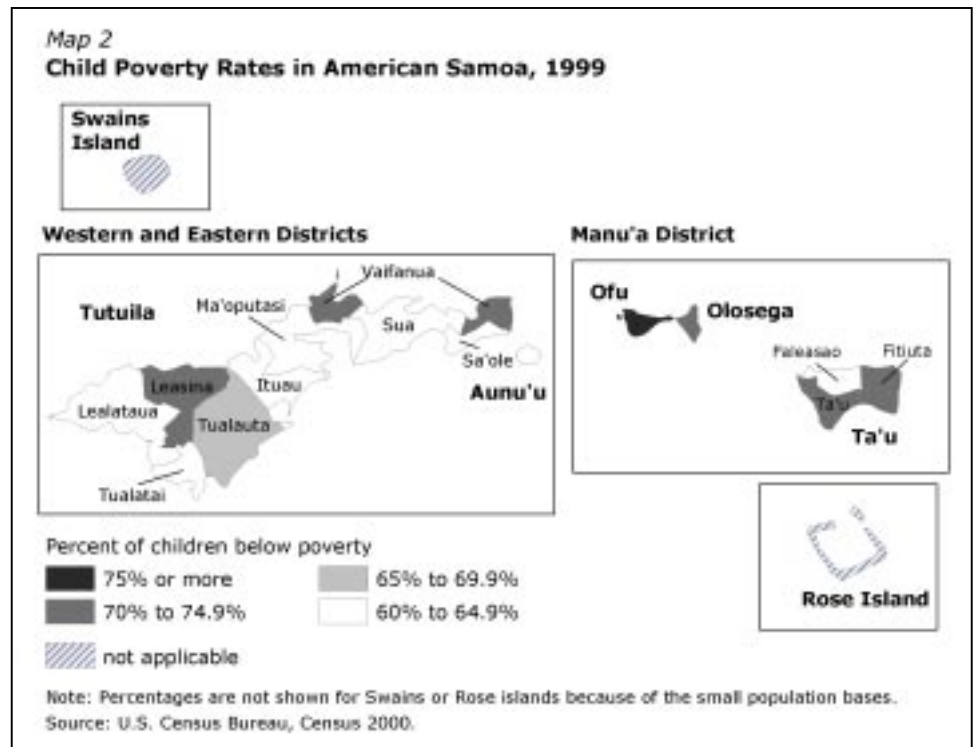 Map 2
Child Poverty Rates in American Samoa, 1999
Swains
Island
Western and Eastern Districts
Manu'a District
Vaifanua
Tutuila
Ma'oputasi
Sua
Sa'ole
Aunu'u
Leasina
Ituau
Lealataua
Tualauta
Tualatai
Ofu
Olosega
Faleasao
Fitiuta
Ta'u
Ta'u
Rose Island
Percent of children below poverty
75% or more
65% to 69.9%
70% to 74.9%
60% to 64.9%
not applicable
Note: Percentages are not shown for Swains or Rose islands because of the small population bases.
Source: U.S. Census Bureau, Census 2000.